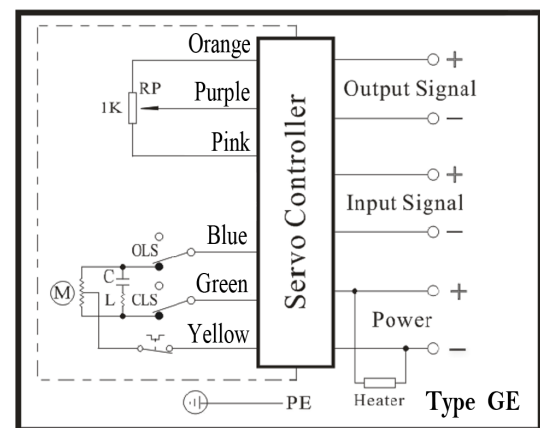 Orange
RP
1K
Purple
Pink
Output Signal
+
−
Servo Controller
Input Signal
+
−
OLS
Blue
C
M
L
CLS
Green
Yellow
+
Power
−
PE
Heater
Type GE